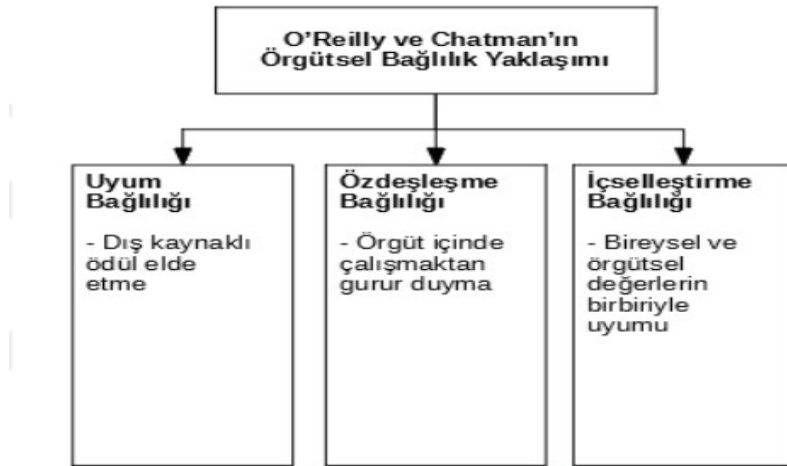 O'Reilly ve Chatman'ın
Örgütsel Bağlılık Yaklaşımı
Uyum
Bağlılığı
- Dış kaynaklı
ödül elde
etme
Özdeşleşme
Bağlılığı
- Örgüt içinde
çalışmaktan
gurur duyma
İçselleştirme
Bağlılığı
- Bireysel ve
örgütsel
değerlerin
birbiriyle
uyumu